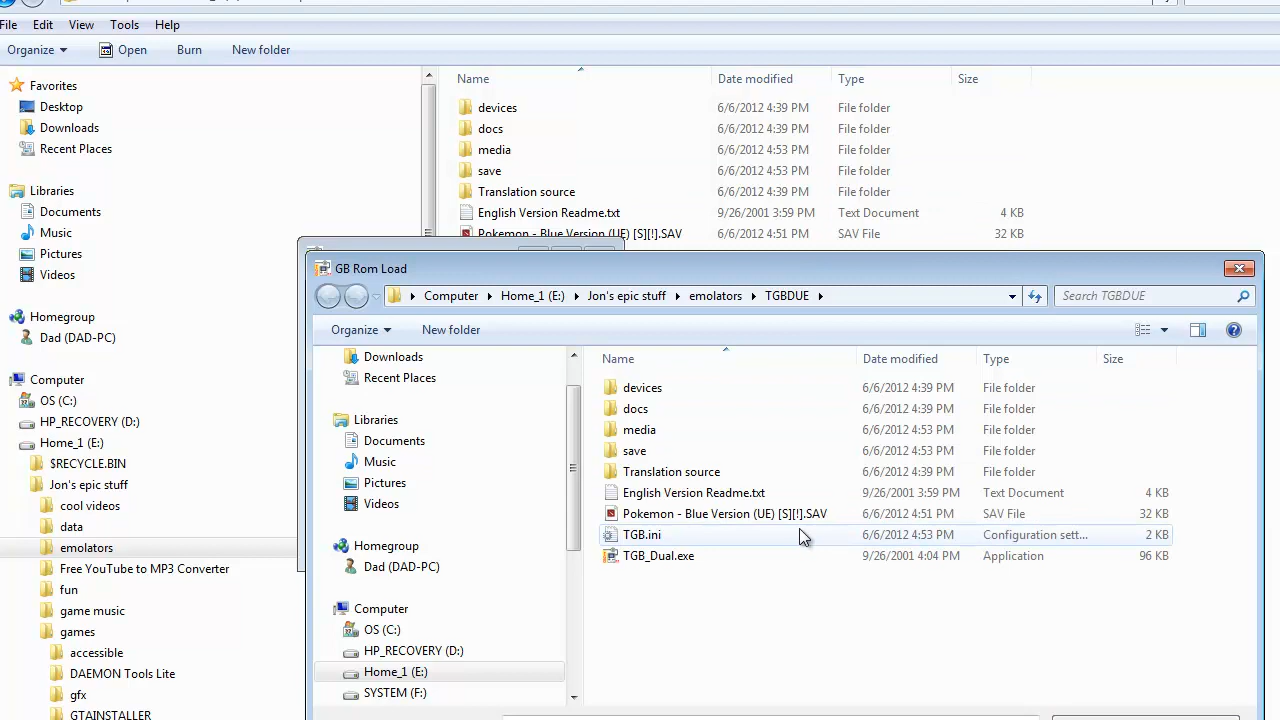 File Edit View Tools Help
Organize Open Burn New folder
Favorites
Desktop
Downloads
Recent Places
Libraries
Documents
Music
Pictures
Videos
Homegroup
Dad (DAD-PC)
Computer
OS (C:)
HP_RECOVERY (D:)
Home_1 (E:)
$RECYCLE.BIN
Jon's epic stuff
cool videos
data
emolators
Free YouTube to MP3 Converter
fun
game music
games
accessible
DAEMON Tools Lite
gfx
GTAINSTALLER
Name Date modified Type Size
devices 6/6/2012 4:39 PM File folder
docs 6/6/2012 4:39 PM File folder
media 6/6/2012 4:53 PM File folder
save 6/6/2012 4:53 PM File folder
Translation source 6/6/2012 4:39 PM File folder
English Version Readme.txt 9/26/2001 3:59 PM Text Document 4 KB
Pokemon - Blue Version (UE) [S][!].SAV 6/6/2012 4:51 PM SAV File 32 KB
GB Rom Load
Computer Home_1 (E:) Jon's epic stuff emolators TGBDUE Search TGBDUE
Organize New folder
Downloads
Recent Places
Libraries
Documents
Music
Pictures
Videos
Homegroup
Dad (DAD-PC)
Computer
OS (C:)
HP_RECOVERY (D:)
Home_1 (E:)
SYSTEM (F:)
Name Date modified Type Size
devices 6/6/2012 4:39 PM File folder
docs 6/6/2012 4:39 PM File folder
media 6/6/2012 4:53 PM File folder
save 6/6/2012 4:53 PM File folder
Translation source 6/6/2012 4:39 PM File folder
English Version Readme.txt 9/26/2001 3:59 PM Text Document 4 KB
Pokemon - Blue Version (UE) [S][!].SAV 6/6/2012 4:51 PM SAV File 32 KB
TGB.ini 6/6/2012 4:53 PM Configuration sett... 2 KB
TGB_Dual.exe 9/26/2001 4:04 PM Application 96 KB